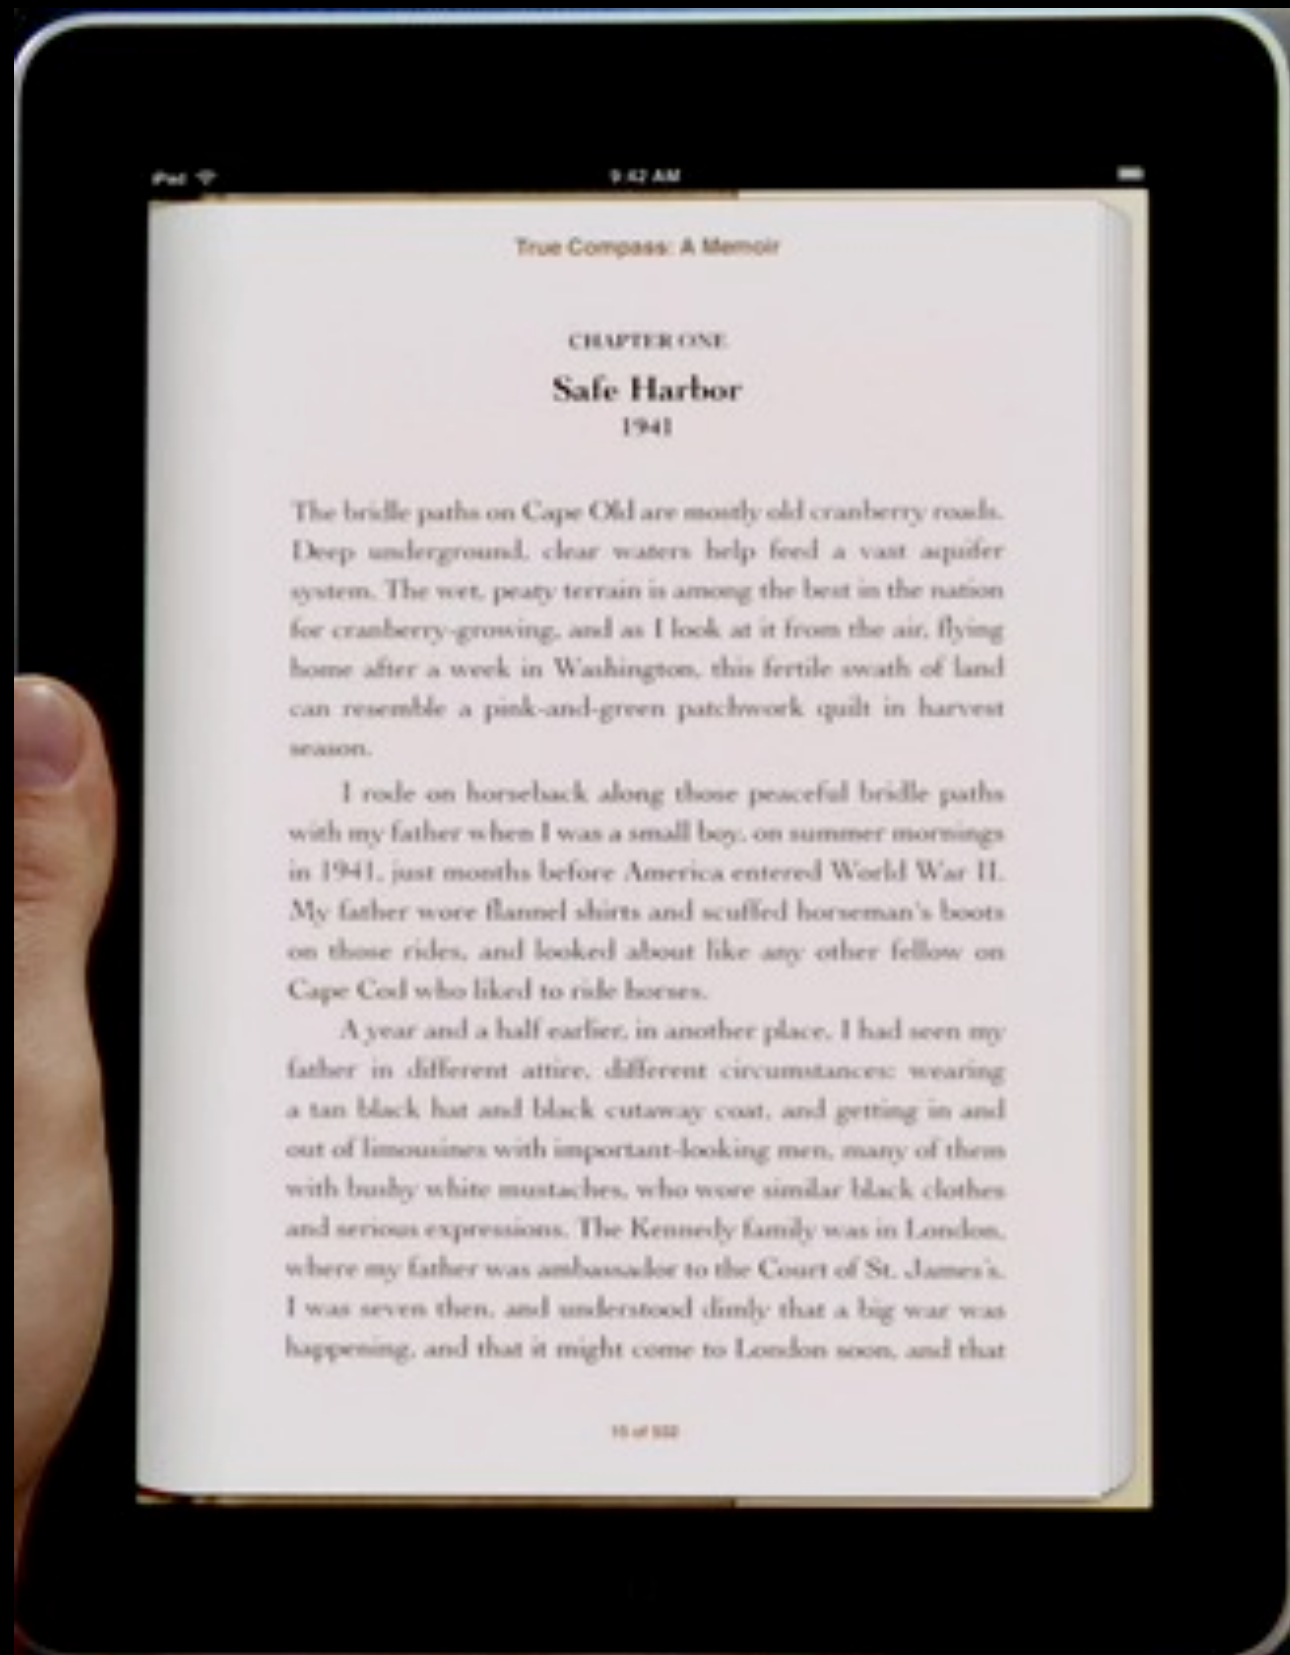 iPad
9:42 AM
True Compass: A Memoir
CHAPTER ONE
Safe Harbor
1941
The bridle paths on Cape Old are mostly old cranberry roads.
Deep underground, clear waters help feed a vast aquifer
system. The wet, peaty terrain is among the best in the nation
for cranberry-growing, and as I look at it from the air, flying
home after a week in Washington, this fertile swath of land
can resemble a pink-and-green patchwork quilt in harvest
season.
I rode on horseback along those peaceful bridle paths
with my father when I was a small boy, on summer mornings
in 1941, just months before America entered World War II.
My father wore flannel shirts and scuffed horseman's boots
on those rides, and looked about like any other fellow on
Cape Cod who liked to ride horses.
A year and a half earlier, in another place, I had seen my
father in different attire, different circumstances: wearing
a tan black hat and black cutaway coat, and getting in and
out of limousines with important-looking men, many of them
with bushy white mustaches, who wore similar black clothes
and serious expressions. The Kennedy family was in London,
where my father was ambassador to the Court of St. James's.
I was seven then, and understood dimly that a big war was
happening, and that it might come to London soon, and that
of